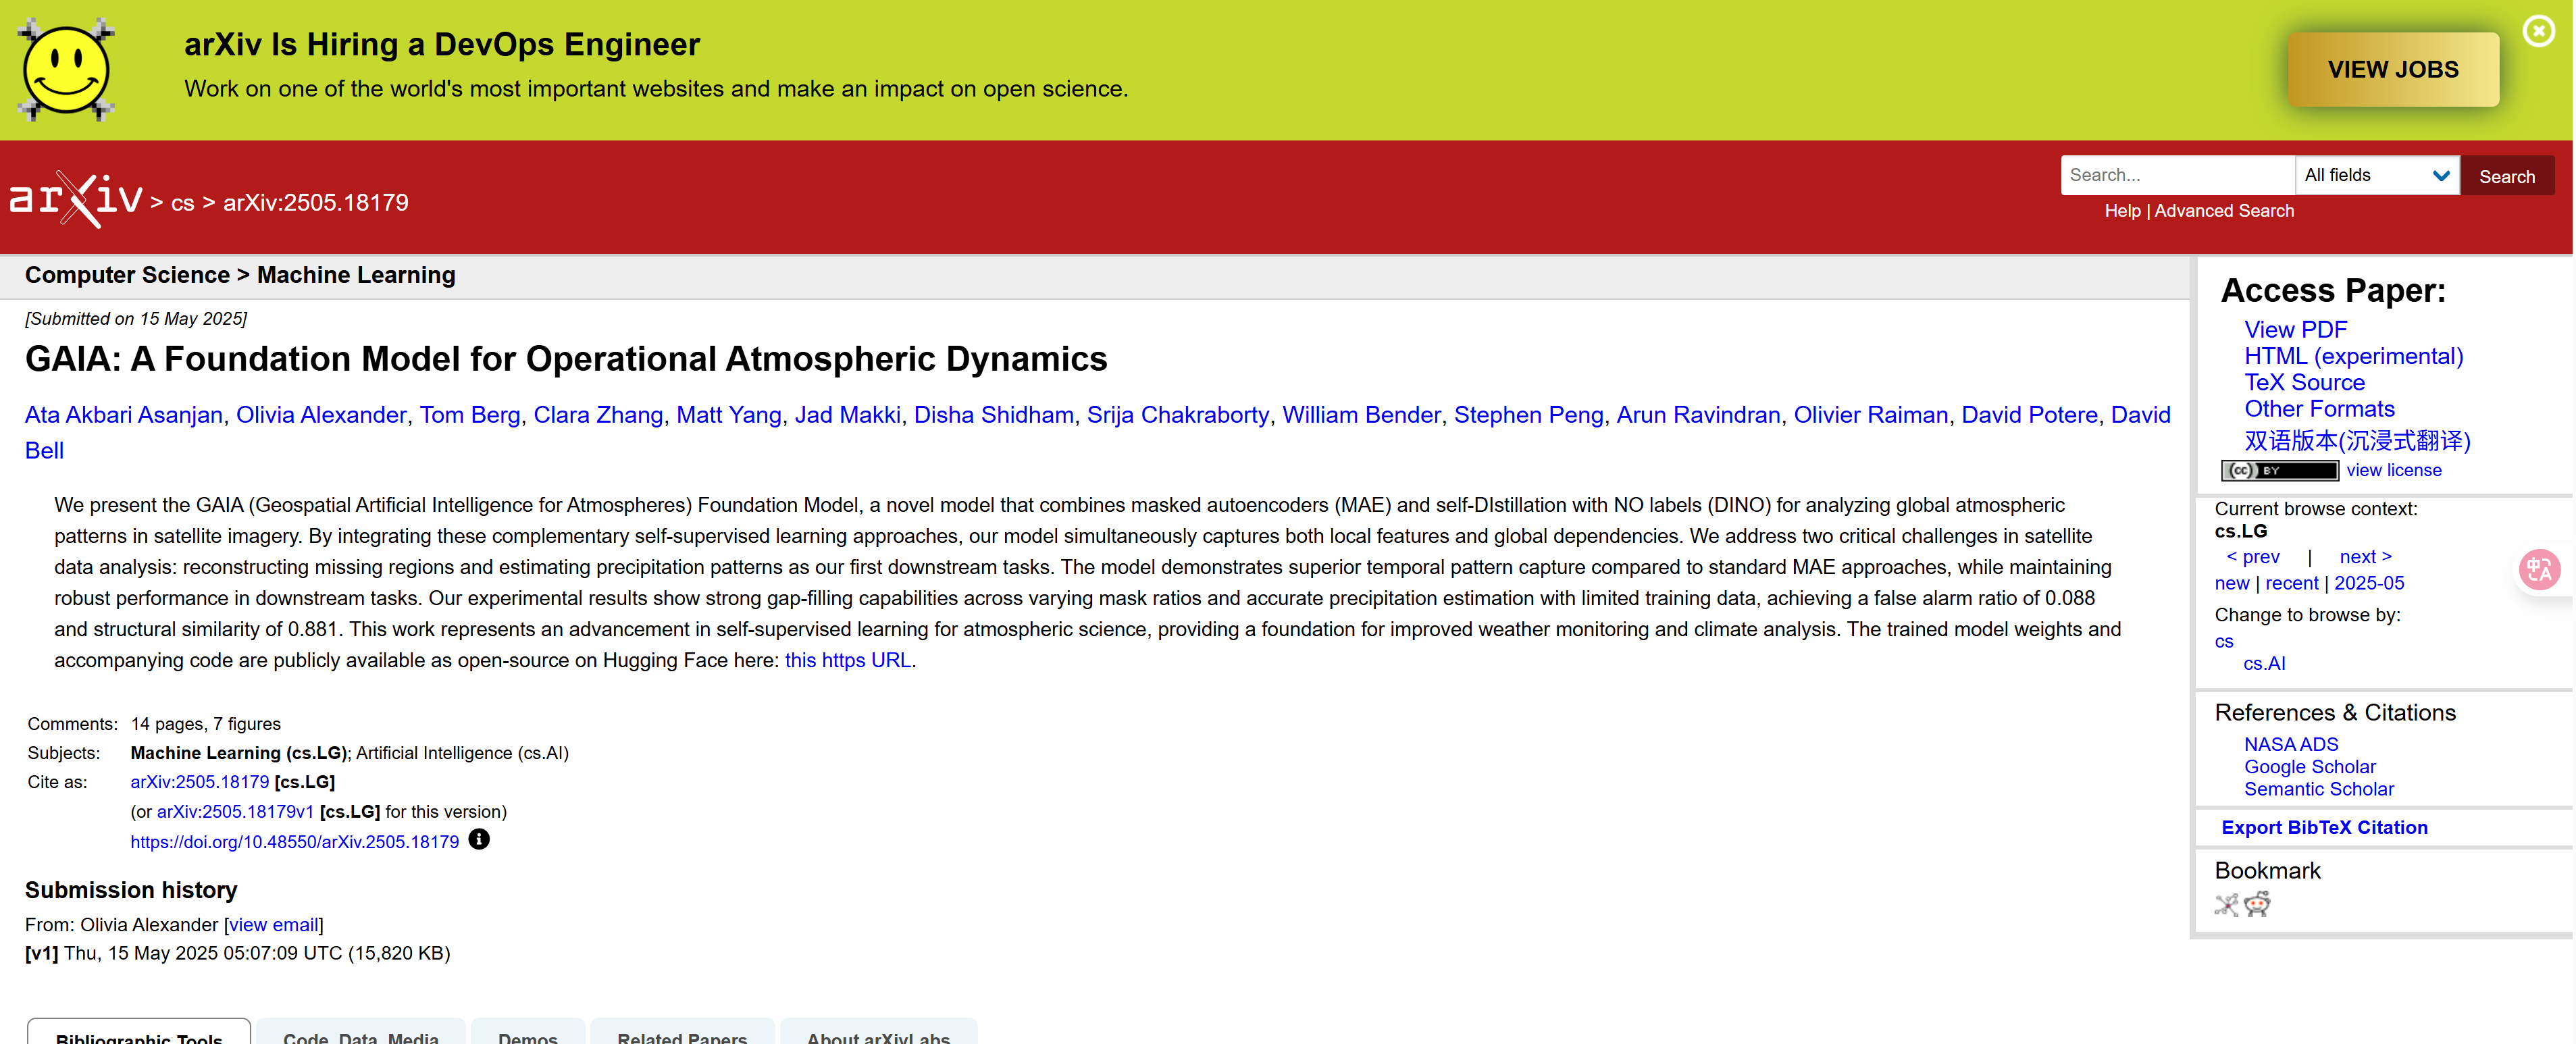 arXiv Is Hiring a DevOps Engineer
Work on one of the world's most important websites and make an impact on open science.
VIEW JOBS
arXiv > cs > arXiv:2505.18179
Search...
All fields
Search
Help | Advanced Search
Computer Science > Machine Learning
[Submitted on 15 May 2025]
GAIA: A Foundation Model for Operational Atmospheric Dynamics
Ata Akbari Asanjan, Olivia Alexander, Tom Berg, Clara Zhang, Matt Yang, Jad Makki, Disha Shidham, Srija Chakraborty, William Bender, Stephen Peng, Arun Ravindran, Olivier Raiman, David Potere, David
Bell
We present the GAIA (Geospatial Artificial Intelligence for Atmospheres) Foundation Model, a novel model that combines masked autoencoders (MAE) and self-DIstillation with NO labels (DINO) for analyzing global atmospheric
patterns in satellite imagery. By integrating these complementary self-supervised learning approaches, our model simultaneously captures both local features and global dependencies. We address two critical challenges in satellite
data analysis: reconstructing missing regions and estimating precipitation patterns as our first downstream tasks. The model demonstrates superior temporal pattern capture compared to standard MAE approaches, while maintaining
robust performance in downstream tasks. Our experimental results show strong gap-filling capabilities across varying mask ratios and accurate precipitation estimation with limited training data, achieving a false alarm ratio of 0.088
and structural similarity of 0.881. This work represents an advancement in self-supervised learning for atmospheric science, providing a foundation for improved weather monitoring and climate analysis. The trained model weights and
accompanying code are publicly available as open-source on Hugging Face here: this https URL.
Comments: 14 pages, 7 figures
Subjects: Machine Learning (cs.LG); Artificial Intelligence (cs.AI)
Cite as: arXiv:2505.18179 [cs.LG]
(or arXiv:2505.18179v1 [cs.LG] for this version)
https://doi.org/10.48550/arXiv.2505.18179
Submission history
From: Olivia Alexander [view email]
[v1] Thu, 15 May 2025 05:07:09 UTC (15,820 KB)
Bibliographic Tools
Code, Data, Media
Demos
Related Papers
About arXivLabs
Access Paper:
View PDF
HTML (experimental)
TeX Source
Other Formats
双语版本(沉浸式翻译)
(cc) BY view license
Current browse context:
cs.LG
< prev | next >
new | recent | 2025-05
Change to browse by:
cs
cs.AI
References & Citations
NASA ADS
Google Scholar
Semantic Scholar
Export BibTeX Citation
Bookmark
中A